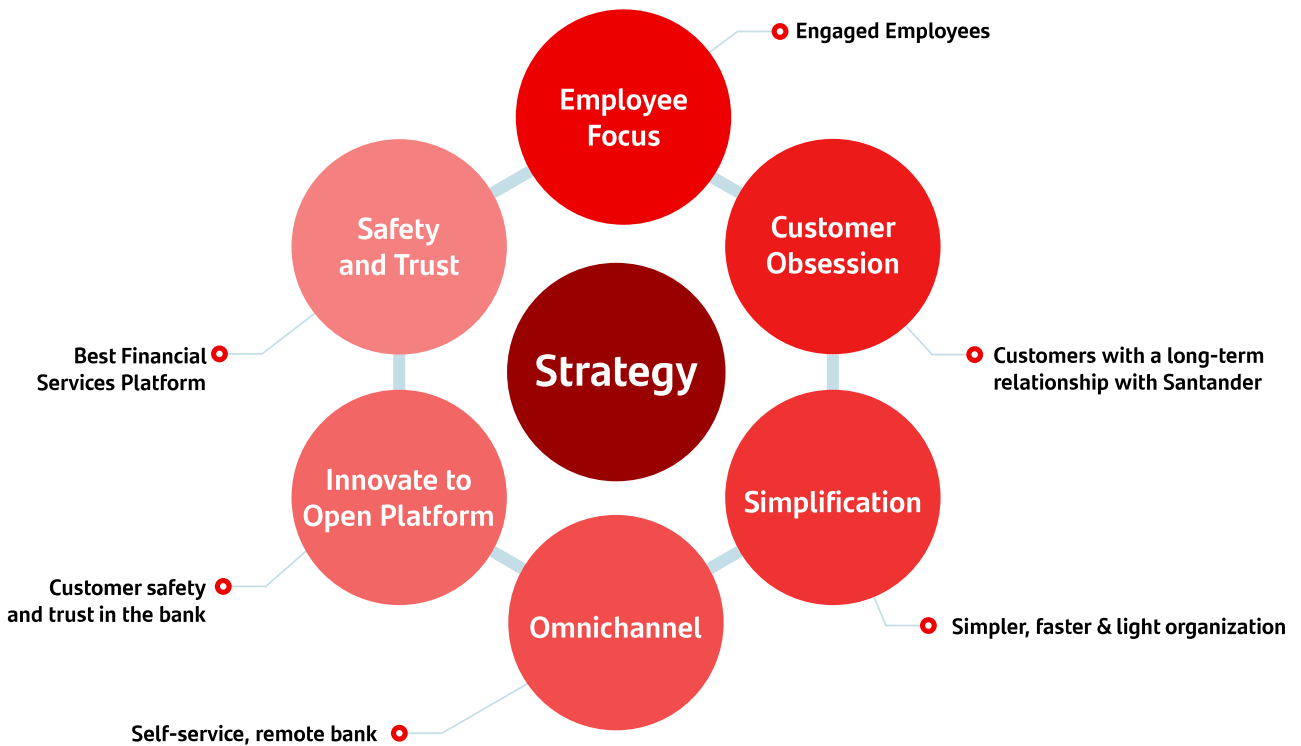 Engaged Employees
Employee
Focus
Customer
Obsession
Safety
and Trust
Best Financial
Services Platform
Strategy
Customers with a long-term
relationship with Santander
Innovate to
Open Platform
Simplification
Customer safety
and trust in the bank
Omnichannel
Simpler, faster & light organization
Self-service, remote bank